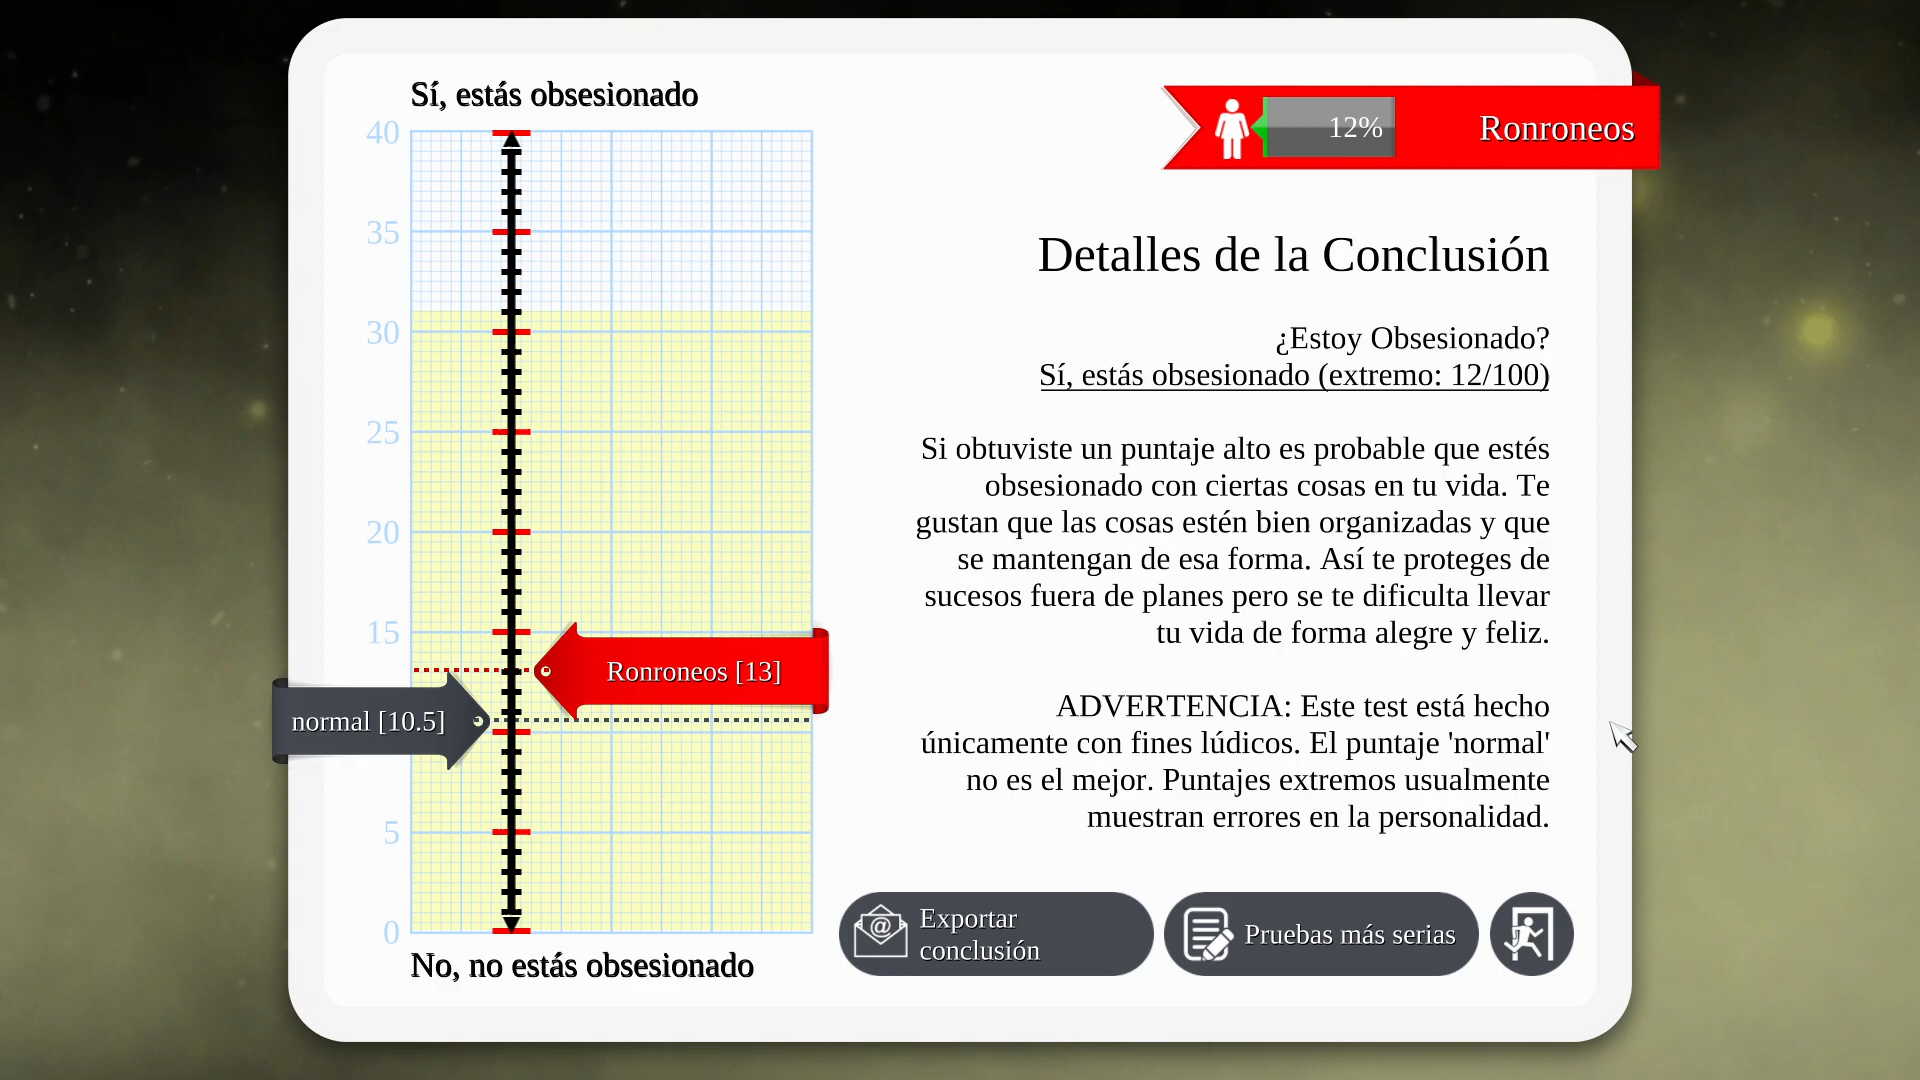 Sí, estás obsesionado
40
35
30
25
20
15
5
0
Ronroneos [13]
normal [10.5]
No, no estás obsesionado
12%
Ronroneos
Detalles de la Conclusión
¿Estoy Obsesionado?
Sí, estás obsesionado (extremo: 12/100)
Si obtuviste un puntaje alto es probable que estés
obsesionado con ciertas cosas en tu vida. Te
gustan que las cosas estén bien organizadas y que
se mantengan de esa forma. Así te proteges de
sucesos fuera de planes pero se te dificulta llevar
tu vida de forma alegre y feliz.
ADVERTENCIA: Este test está hecho
únicamente con fines lúdicos. El puntaje 'normal'
no es el mejor. Puntajes extremos usualmente
muestran errores en la personalidad.
Exportar
conclusión
Pruebas más serias